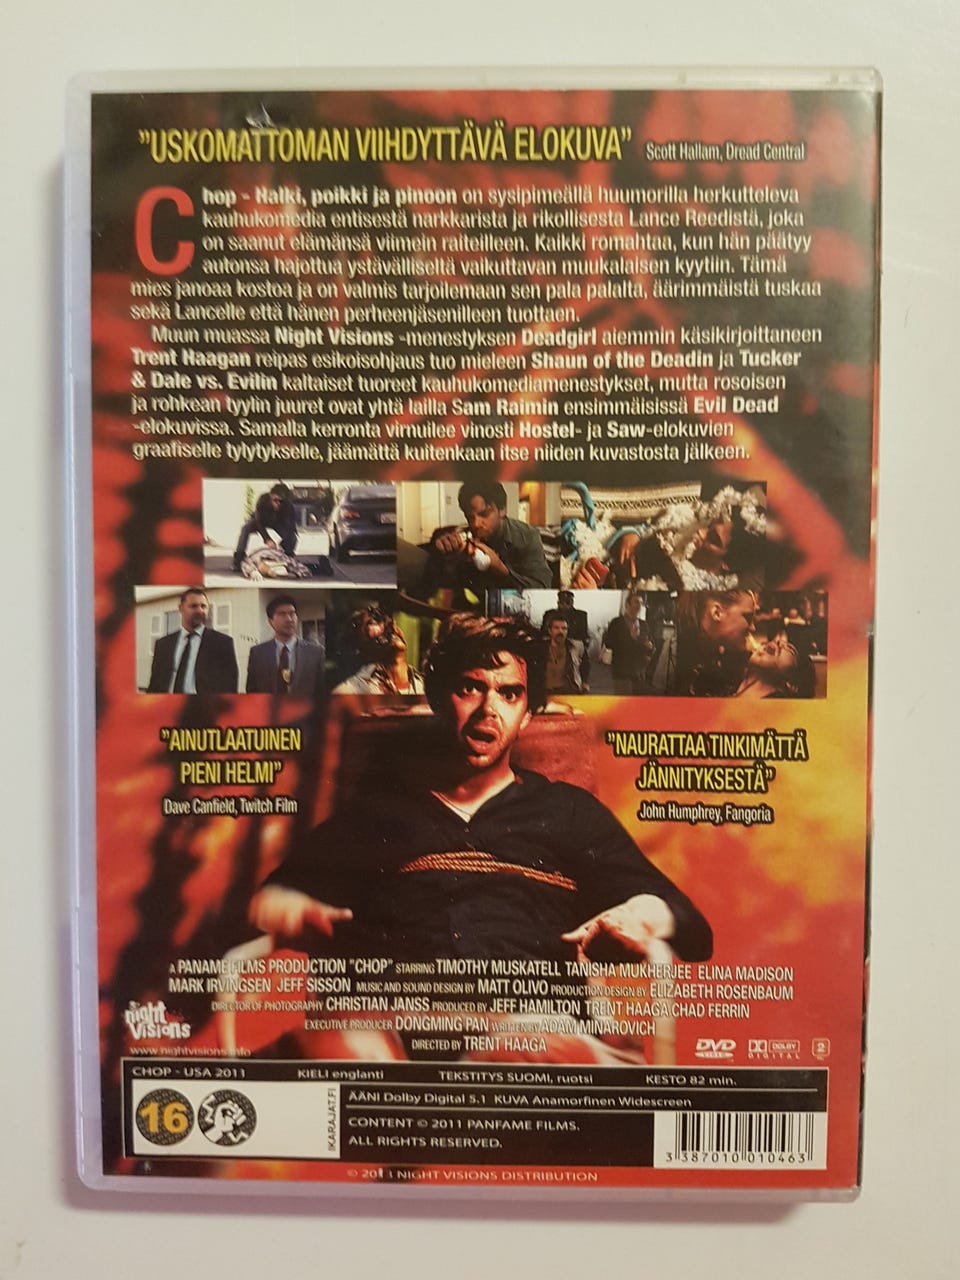 ”USKOMATTOMAN VIIHDYTTÄVÄ ELOKUVA” Scott Hallam, Dread Central
Chop - Halki, poikki ja pinoon on sysipimeällä huumorilla herkutteleva
kauhukomedia entisestä narkkarista ja rikollisesta Lance Reedistä, joka
on saanut elämänsä viimein raiteilleen. Kaikki romahtaa, kun hän päätyy
autonsa hajottua ystävälliseltä vaikuttavan muukalaisen kyytiin. Tämä
mies janoaa kostoa ja on valmis tarjoilemaan sen pala palalta, äärimmäistä tuskaa
sekä Lancelle että hänen perheenjäsenilleen tuottaen.
Muun muassa Night Visions -menestyksen Deadgirl aiemmin käsikirjoittaneen
Trent Haagan reipas esikoisohjaus tuo mieleen Shaun of the Deadin ja Tucker
& Dale vs. Evilin kaltaiset tuoreet kauhukomediamenestykset, mutta rosoisen
ja rohkean tyylin juuret ovat yhtä lailla Sam Raimin ensimmäisissä Evil Dead
-elokuvissa. Samalla kerronta virnuilee vinosti Hostel- ja Saw-elokuvien
graafiselle tylytykselle, jäämättä kuitenkaan itse niiden kuvastosta jälkeen.
”AINUTLAATUINEN
PIENI HELMI”
Dave Canfield, Twitch Film
”NAURATTAA TINKIMÄTTÄ
JÄNNITYKSESTÄ”
John Humphrey, Fangoria
A PANAME FILMS PRODUCTION "CHOP" STARRING TIMOTHY MUSKATELL TANISHA MUKHERJEE ELINA MADISON
MARK IRVINGSEN JEFF SISSON MUSIC AND SOUND DESIGN BY MATT OLIVO PRODUCTION DESIGN BY ELIZABETH ROSENBAUM
DIRECTOR OF PHOTOGRAPHY CHRISTIAN JANSS PRODUCED BY JEFF HAMILTON TRENT HAAGA CHAD FERRIN
EXECUTIVE PRODUCER DONGMING PAN WRITTEN BY ADAM MINAROVICH
DIRECTED BY TRENT HAAGA
night
Visions
www.nightvisions.info
DVD
VIDEO
DOLBY
DIGITAL
2
CHOP - USA 2011 KIELI englanti TEKSTITYS SUOMI, ruotsi KESTO 82 min.
16
IKARAJAT.FI
ÄÄNI Dolby Digital 5.1 KUVA Anamorfinen Widescreen
CONTENT © 2011 PANFAME FILMS.
ALL RIGHTS RESERVED.
3 387010 010463
© 2013 NIGHT VISIONS DISTRIBUTION